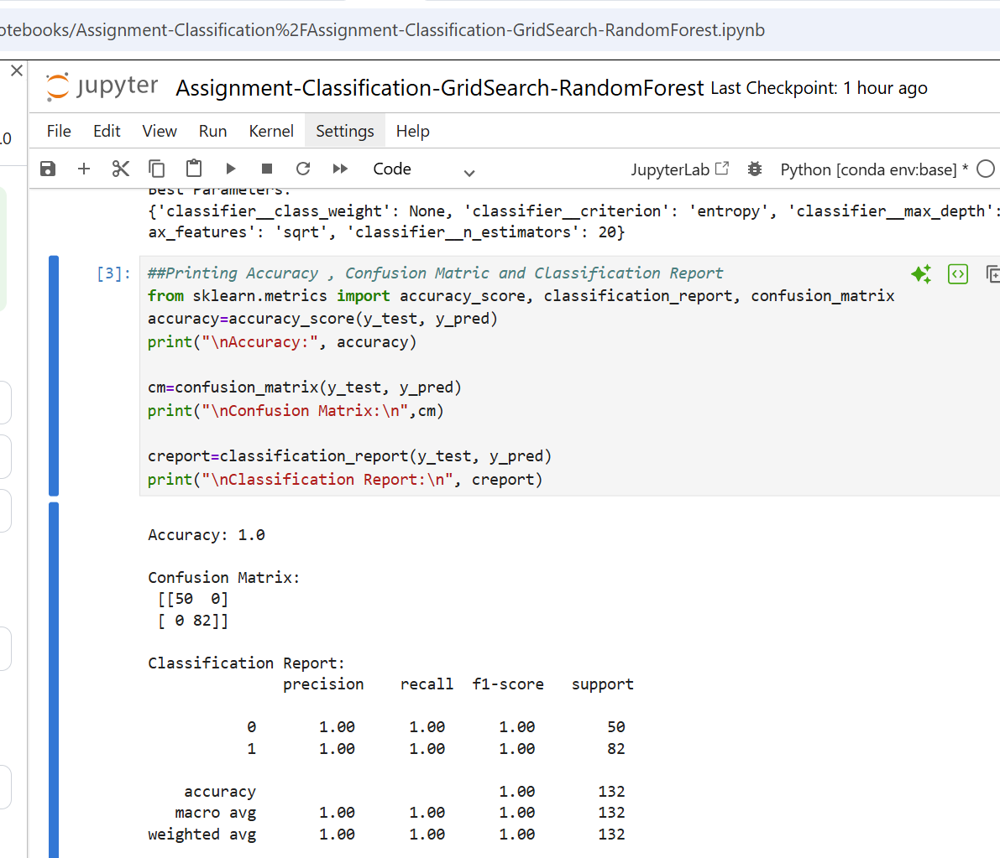 otebooks/Assignment-Classification%2FAssignment-Classification-GridSearch-RandomForest.ipynb
jupyter Assignment-Classification-GridSearch-RandomForest Last Checkpoint: 1 hour ago
.0
File Edit View Run Kernel Settings Help
Code JupyterLab Python [conda env:base] *
Best Parameters:
{'classifier__class_weight': None, 'classifier__criterion': 'entropy', 'classifier__max_depth':
ax_features': 'sqrt', 'classifier__n_estimators': 20}
[3]: ##Printing Accuracy , Confusion Matric and Classification Report
from sklearn.metrics import accuracy_score, classification_report, confusion_matrix
accuracy=accuracy_score(y_test, y_pred)
print("\nAccuracy:", accuracy)
cm=confusion_matrix(y_test, y_pred)
print("\nConfusion Matrix:\n",cm)
creport=classification_report(y_test, y_pred)
print("\nClassification Report:\n", creport)
Accuracy: 1.0
Confusion Matrix:
[[50  0]
[ 0 82]]
Classification Report:
precision recall f1-score support
0 1.00 1.00 1.00 50
1 1.00 1.00 1.00 82
accuracy 1.00 132
macro avg 1.00 1.00 1.00 132
weighted avg 1.00 1.00 1.00 132